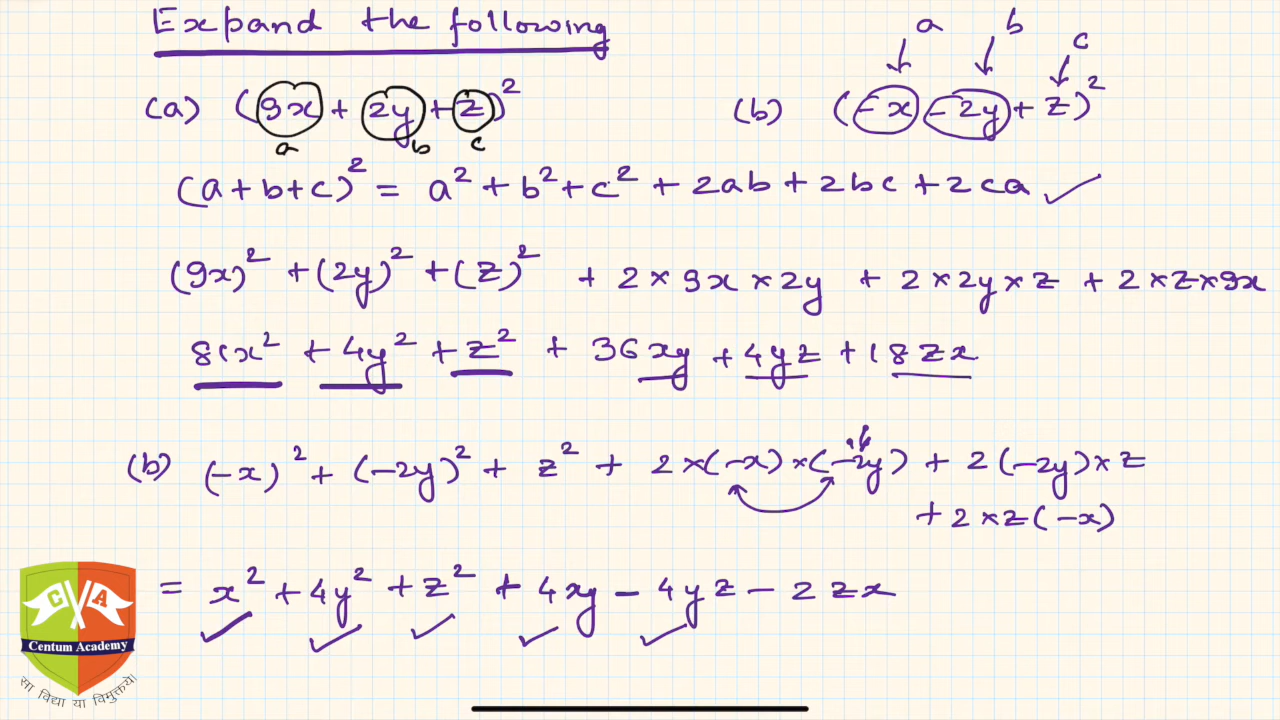 Expand the following
a b c
(a) (9x + 2y + z)² (b) (-x - 2y + z)²
a b c
(a+b+c)² = a² + b² + c² + 2ab + 2bc + 2ca ✓
(9x)² + (2y)² + (z)² + 2×9x×2y + 2×2y×z + 2×z×9x
81x² + 4y² + z² + 36xy + 4yz + 18zx
(b) (-x)² + (-2y)² + z² + 2×(-x)×(-2y) + 2(-2y)×z
+ 2×z(-x)
= x² + 4y² + z² + 4xy - 4yz - 2zx
C A
Centum Academy
सा विद्या या विमुक्तये।